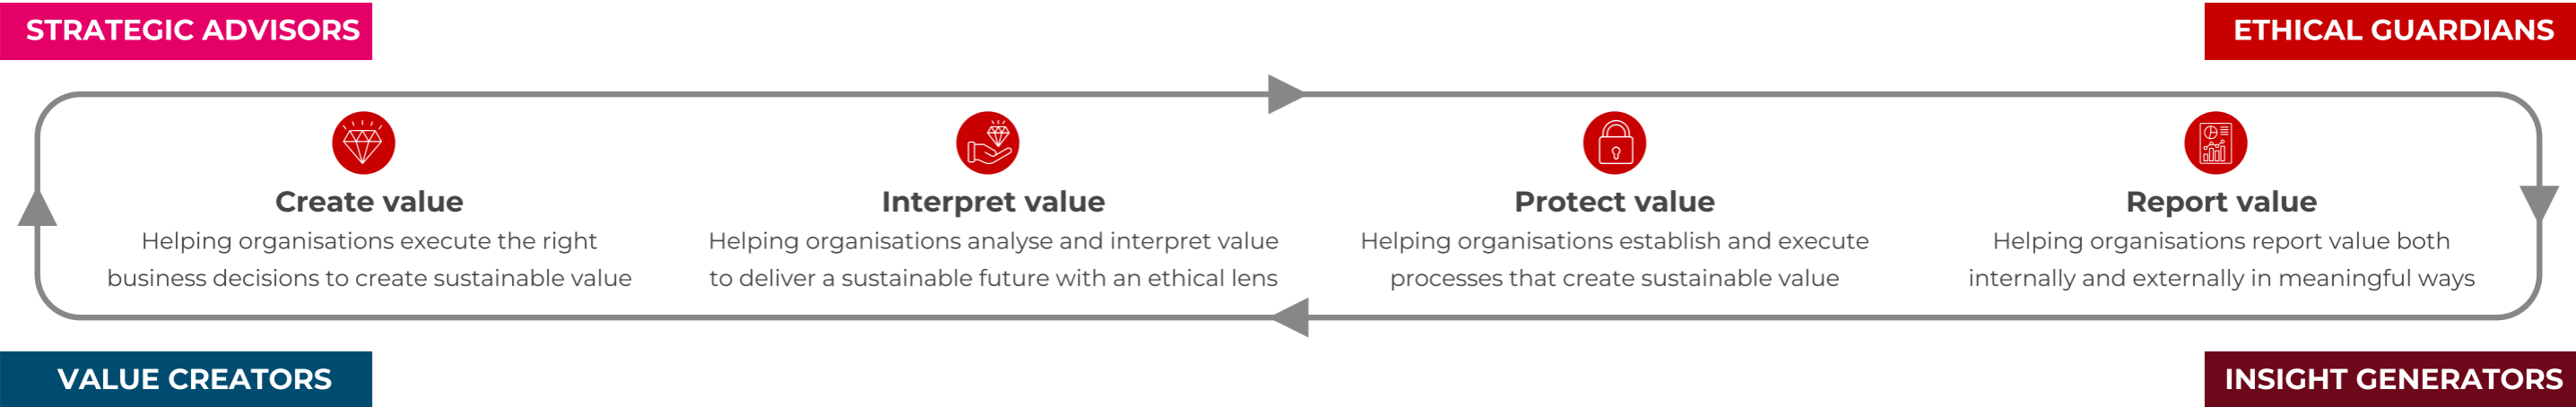 STRATEGIC ADVISORS
ETHICAL GUARDIANS
Create value
Helping organisations execute the right
business decisions to create sustainable value
Interpret value
Helping organisations analyse and interpret value
to deliver a sustainable future with an ethical lens
Protect value
Helping organisations establish and execute
processes that create sustainable value
Report value
Helping organisations report value both
internally and externally in meaningful ways
VALUE CREATORS
INSIGHT GENERATORS